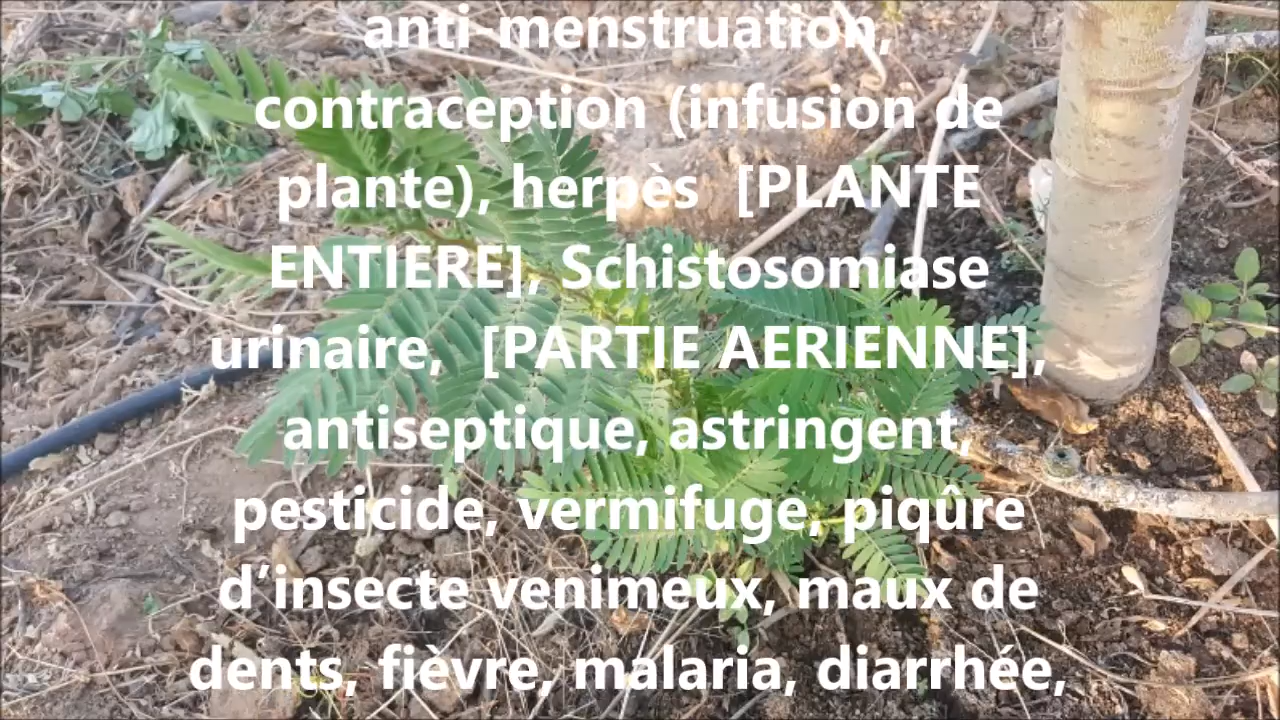 anti-menstruation,
contraception (infusion de
plante), herpès  [PLANTE
ENTIERE], Schistosomiase
urinaire,  [PARTIE AERIENNE],
antiseptique, astringent,
pesticide, vermifuge, piqûre
d’insecte venimeux, maux de
dents, fièvre, malaria, diarrhée,